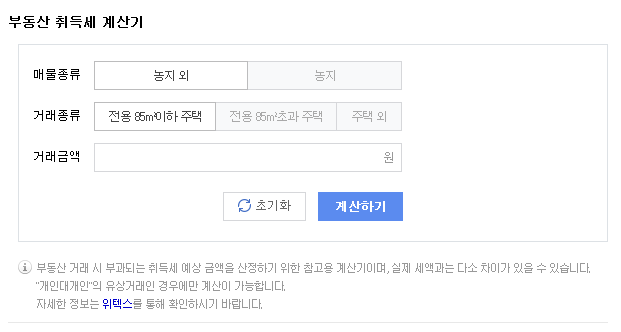 부동산 취득세 계산기
매물종류 농지 외 농지
거래종류 전용 85㎡이하 주택 전용 85㎡초과 주택 주택 외
거래금액 원
초기화 계산하기
부동산 거래 시 부과되는 취득세 예상 금액을 산정하기 위한 참고용 계산기이며, 실제 세액과는 다소 차이가 있을 수 있습니다.
"개인대개인"의 유상거래인 경우에만 계산이 가능합니다.
자세한 정보는 위텍스를 통해 확인하시기 바랍니다.